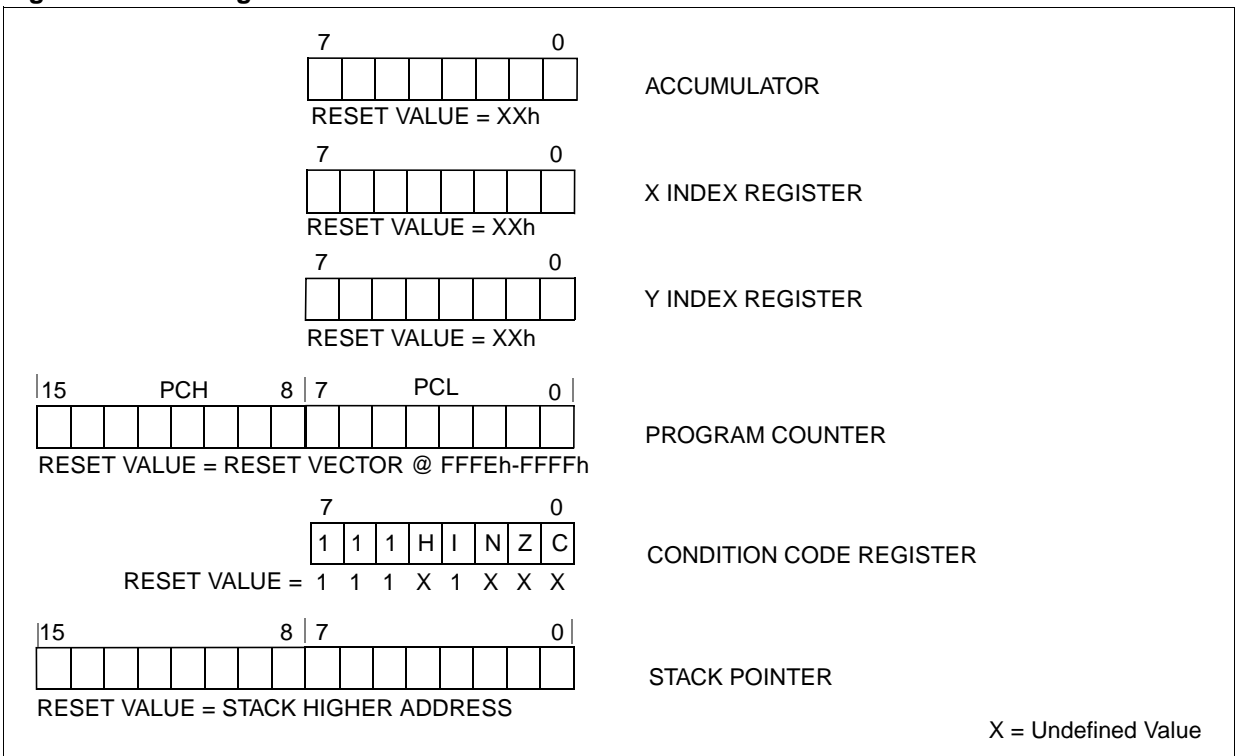 7 0
ACCUMULATOR
RESET VALUE = XXh
7 0
X INDEX REGISTER
RESET VALUE = XXh
7 0
Y INDEX REGISTER
RESET VALUE = XXh
15 PCH 8 7 PCL 0
PROGRAM COUNTER
RESET VALUE = RESET VECTOR @ FFFEh-FFFFh
7 0
1 1 1 H I N Z C
CONDITION CODE REGISTER
RESET VALUE = 1 1 1 X 1 X X X
15 8 7 0
STACK POINTER
RESET VALUE = STACK HIGHER ADDRESS
X = Undefined Value